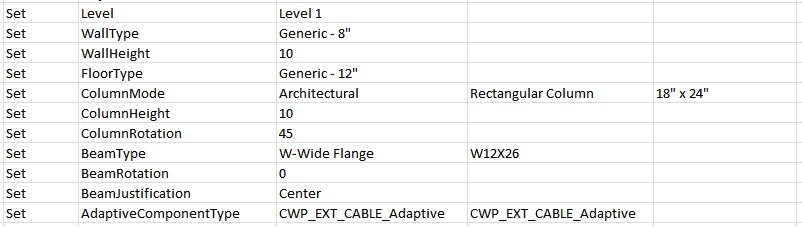 Set Level Level 1
Set WallType Generic - 8"
Set WallHeight 10
Set FloorType Generic - 12"
Set ColumnMode Architectural Rectangular Column 18" x 24"
Set ColumnHeight 10
Set ColumnRotation 45
Set BeamType W-Wide Flange W12X26
Set BeamRotation 0
Set BeamJustification Center
Set AdaptiveComponentType CWP_EXT_CABLE_Adaptive CWP_EXT_CABLE_Adaptive